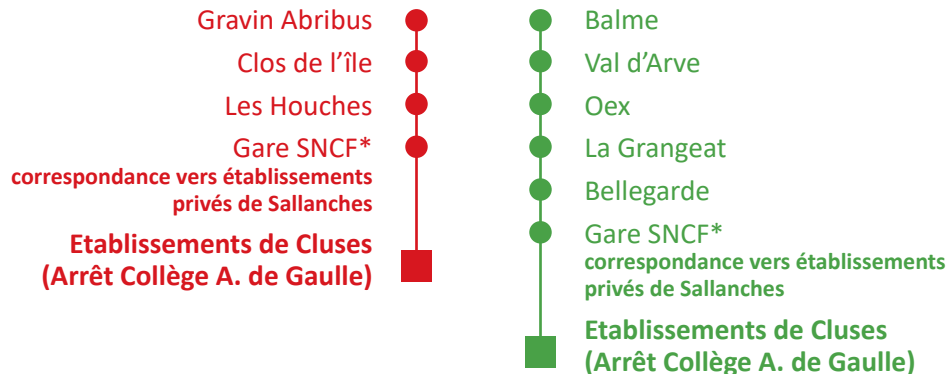 Gravin Abribus
Clos de l’île
Les Houches
Gare SNCF*
correspondance vers établissements
privés de Sallanches
Etablissements de Cluses
(Arrêt Collège A. de Gaulle)
Balme
Val d’Arve
Oex
La Grangeat
Bellegarde
Gare SNCF*
correspondance vers établissements
privés de Sallanches
Etablissements de Cluses
(Arrêt Collège A. de Gaulle)